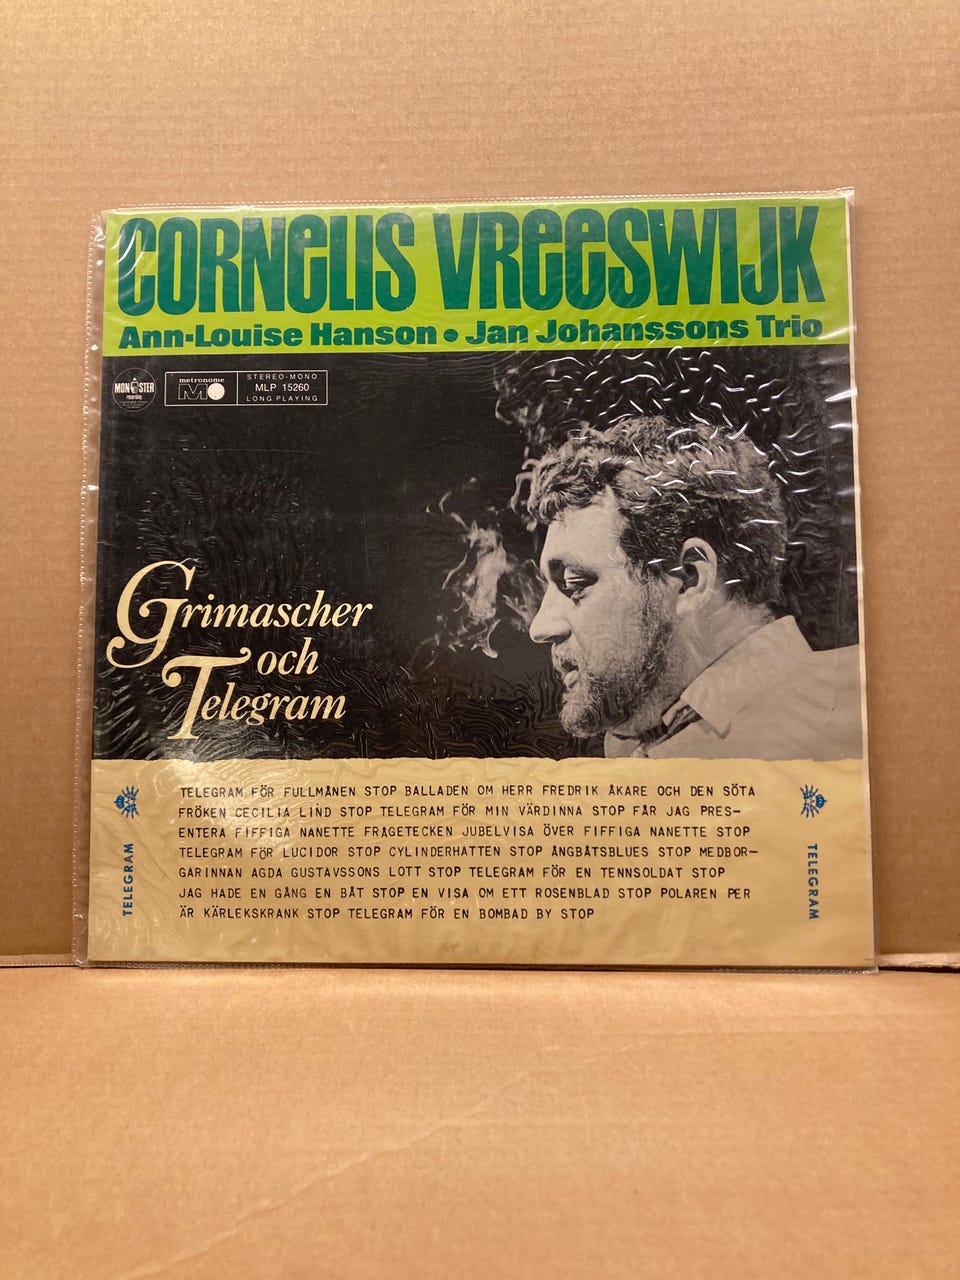 CORNELIS VREESWIJK
Ann-Louise Hanson • Jan Johanssons Trio
MONSTER
recording
metronome
STEREO-MONO
MLP 15260
LONG PLAYING
Grimascher
och
Telegram
TELEGRAM FÖR FULLMÅNEN STOP BALLADEN OM HERR FREDRIK ÅKARE OCH DEN SÖTA
FRÖKEN CECILIA LIND STOP TELEGRAM FÖR MIN VÄRDINNA STOP FÅR JAG PRES-
ENTERA FIFFIGA NANETTE FRÅGETECKEN JUBELVISA ÖVER FIFFIGA NANETTE STOP
TELEGRAM FÖR LUCIDOR STOP CYLINDERHATTEN STOP ÅNGBÅTSBLUES STOP MEDBOR-
GARINNAN AGDA GUSTAVSSONS LOTT STOP TELEGRAM FÖR EN TENNSOLDAT STOP
JAG HADE EN GÅNG EN BÅT STOP EN VISA OM ETT ROSENBLAD STOP POLAREN PER
ÄR KÄRLEKSKRANK STOP TELEGRAM FÖR EN BOMBAD BY STOP
TELEGRAM
TELEGRAM